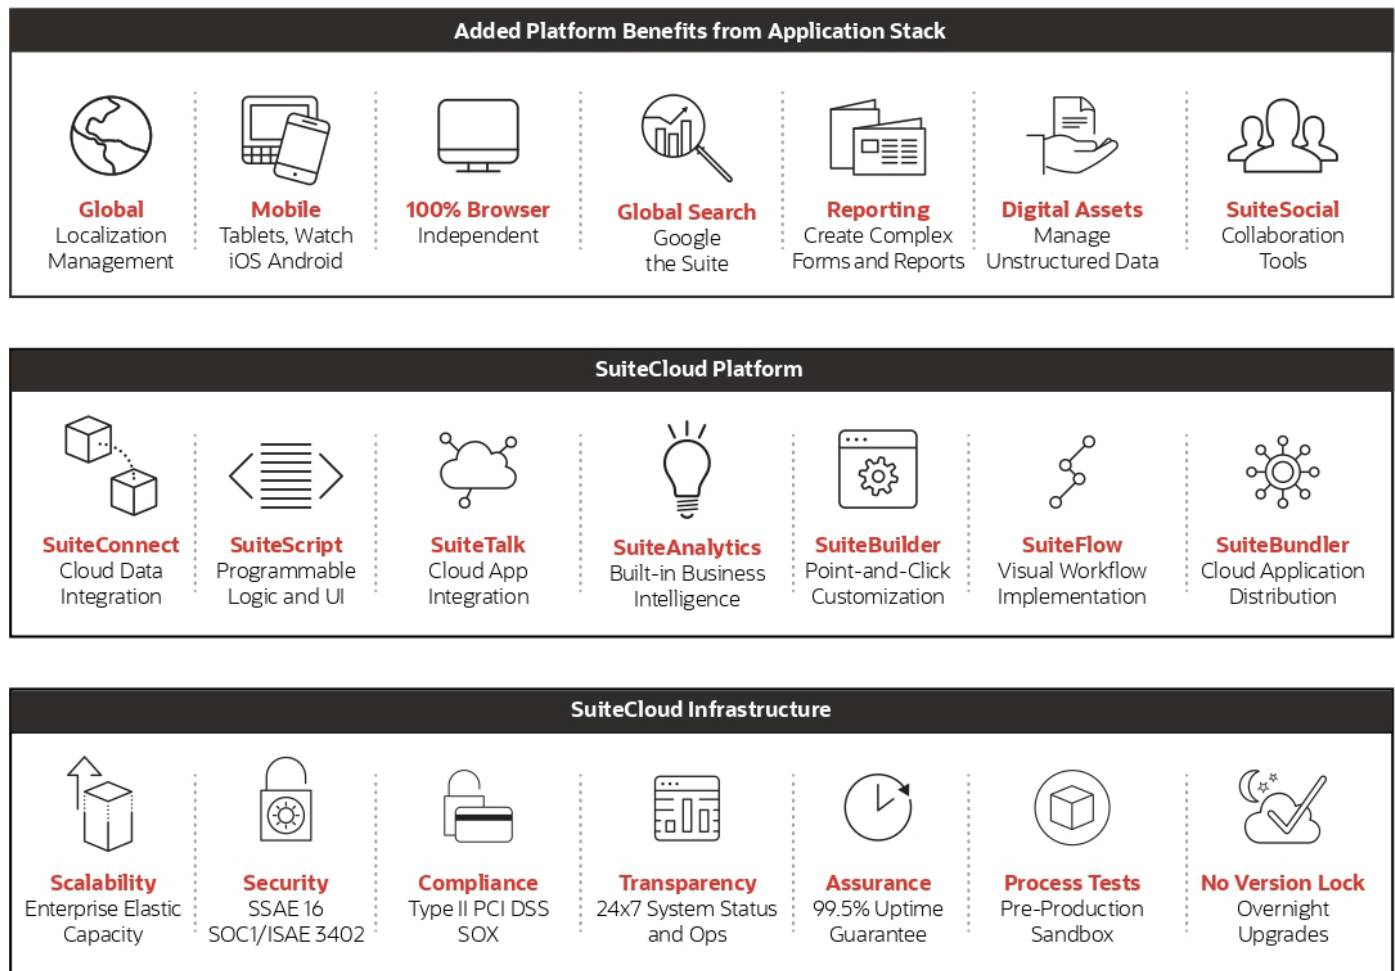 Added Platform Benefits from Application Stack
Global
Localization
Management
Mobile
Tablets, Watch
iOS Android
100% Browser
Independent
Global Search
Google
the Suite
Reporting
Create Complex
Forms and Reports
Digital Assets
Manage
Unstructured Data
SuiteSocial
Collaboration
Tools
SuiteCloud Platform
SuiteConnect
Cloud Data
Integration
SuiteScript
Programmable
Logic and UI
SuiteTalk
Cloud App
Integration
SuiteAnalytics
Built-in Business
Intelligence
SuiteBuilder
Point-and-Click
Customization
SuiteFlow
Visual Workflow
Implementation
SuiteBundler
Cloud Application
Distribution
SuiteCloud Infrastructure
Scalability
Enterprise Elastic
Capacity
Security
SSAE 16
SOC1/ISAE 3402
Compliance
Type II PCI DSS
SOX
Transparency
24x7 System Status
and Ops
Assurance
99.5% Uptime
Guarantee
Process Tests
Pre-Production
Sandbox
No Version Lock
Overnight
Upgrades